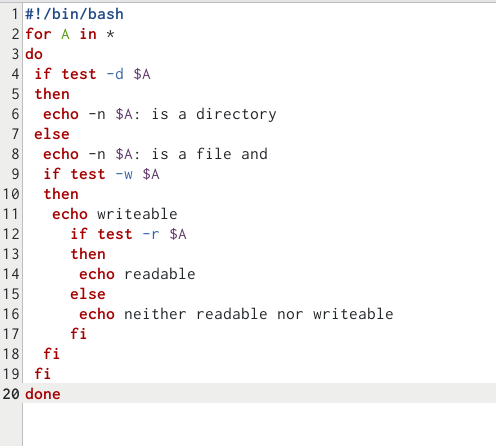 1 #!/bin/bash
2 for A in *
3 do
4  if test -d $A
5  then
6   echo -n $A: is a directory
7  else
8   echo -n $A: is a file and
9   if test -w $A
10   then
11    echo writeable
12      if test -r $A
13      then
14       echo readable
15      else
16       echo neither readable nor writeable
17      fi
18   fi
19  fi
20 done